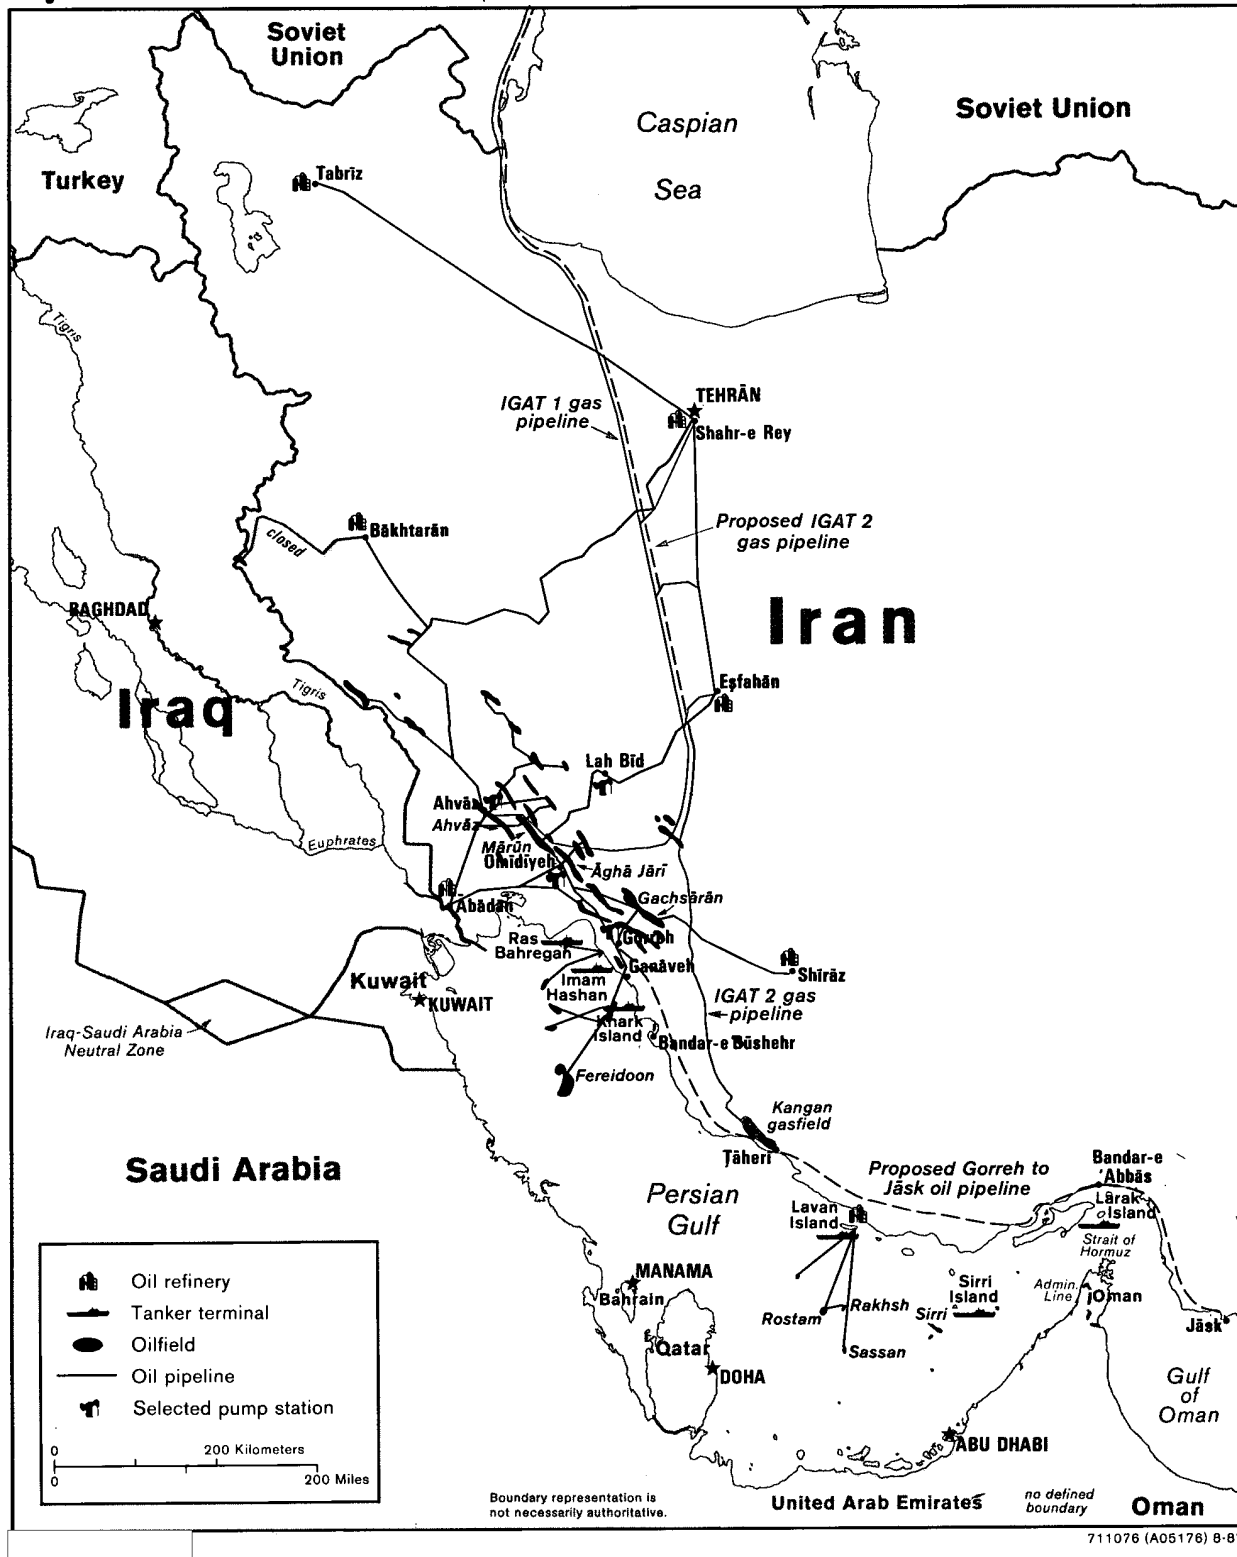 Soviet
Union
Caspian
Sea
Soviet Union
Turkey
Tabrīz
Tigris
TEHRĀN
Shahr-e Rey
IGAT 1 gas
pipeline
Proposed IGAT 2
gas pipeline
closed
Bākhtarān
BAGHDAD
Iran
Iraq
Tigris
Eşfahān
Lah Bīd
Ahvāz
Ahvāz
Mārūn
Omīdīyeh
Āghā Jārī
Euphrates
Gachsārān
Ābādān
Gorreh
Ras
Bahregan
Ganāveh
Shīrāz
Imam
Hashan
Kuwait
KUWAIT
IGAT 2 gas
pipeline
Khark
Island
Bandar-e Būshehr
Iraq-Saudi Arabia
Neutral Zone
Fereidoon
Kangan
gasfield
Ţāherī
Saudi Arabia
Persian
Gulf
Proposed Gorreh to
Jāsk oil pipeline
Bandar-e
Abbās
Lārak
Island
Strait of
Hormuz
Lavan
Island
MANAMA
Bahrain
Sirri
Island
Admin.
Line
Oman
Rostam
Rakhsh
Sirri
Jāsk
Sassan
Qatar
DOHA
Gulf
of
Oman
ABU DHABI
Oil refinery
Tanker terminal
Oilfield
Oil pipeline
Selected pump station
0 200 Kilometers
0 200 Miles
Boundary representation is
not necessarily authoritative.
United Arab Emirates
no defined
boundary
Oman
711076 (A05176) 8-8